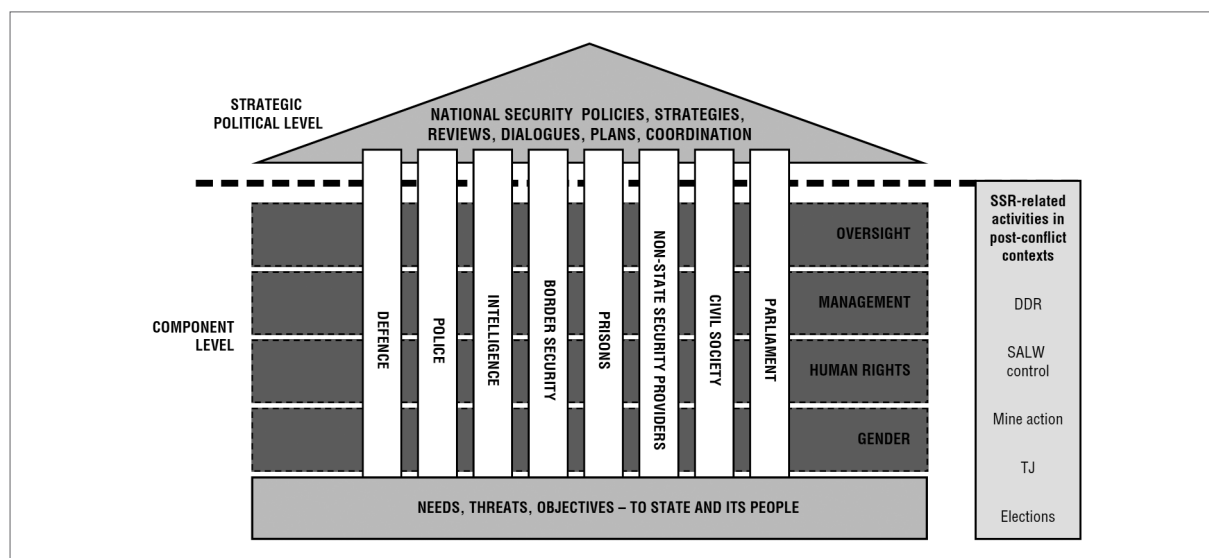 STRATEGIC
POLITICAL LEVEL
NATIONAL SECURITY POLICIES, STRATEGIES,
REVIEWS, DIALOGUES, PLANS, COORDINATION
COMPONENT
LEVEL
DEFENCE
POLICE
INTELLIGENCE
BORDER SECURITY
PRISONS
NON-STATE SECURITY PROVIDERS
CIVIL SOCIETY
PARLIAMENT
OVERSIGHT
MANAGEMENT
HUMAN RIGHTS
GENDER
NEEDS, THREATS, OBJECTIVES – TO STATE AND ITS PEOPLE
SSR-related
activities in
post-conflict
contexts
DDR
SALW
control
Mine action
TJ
Elections